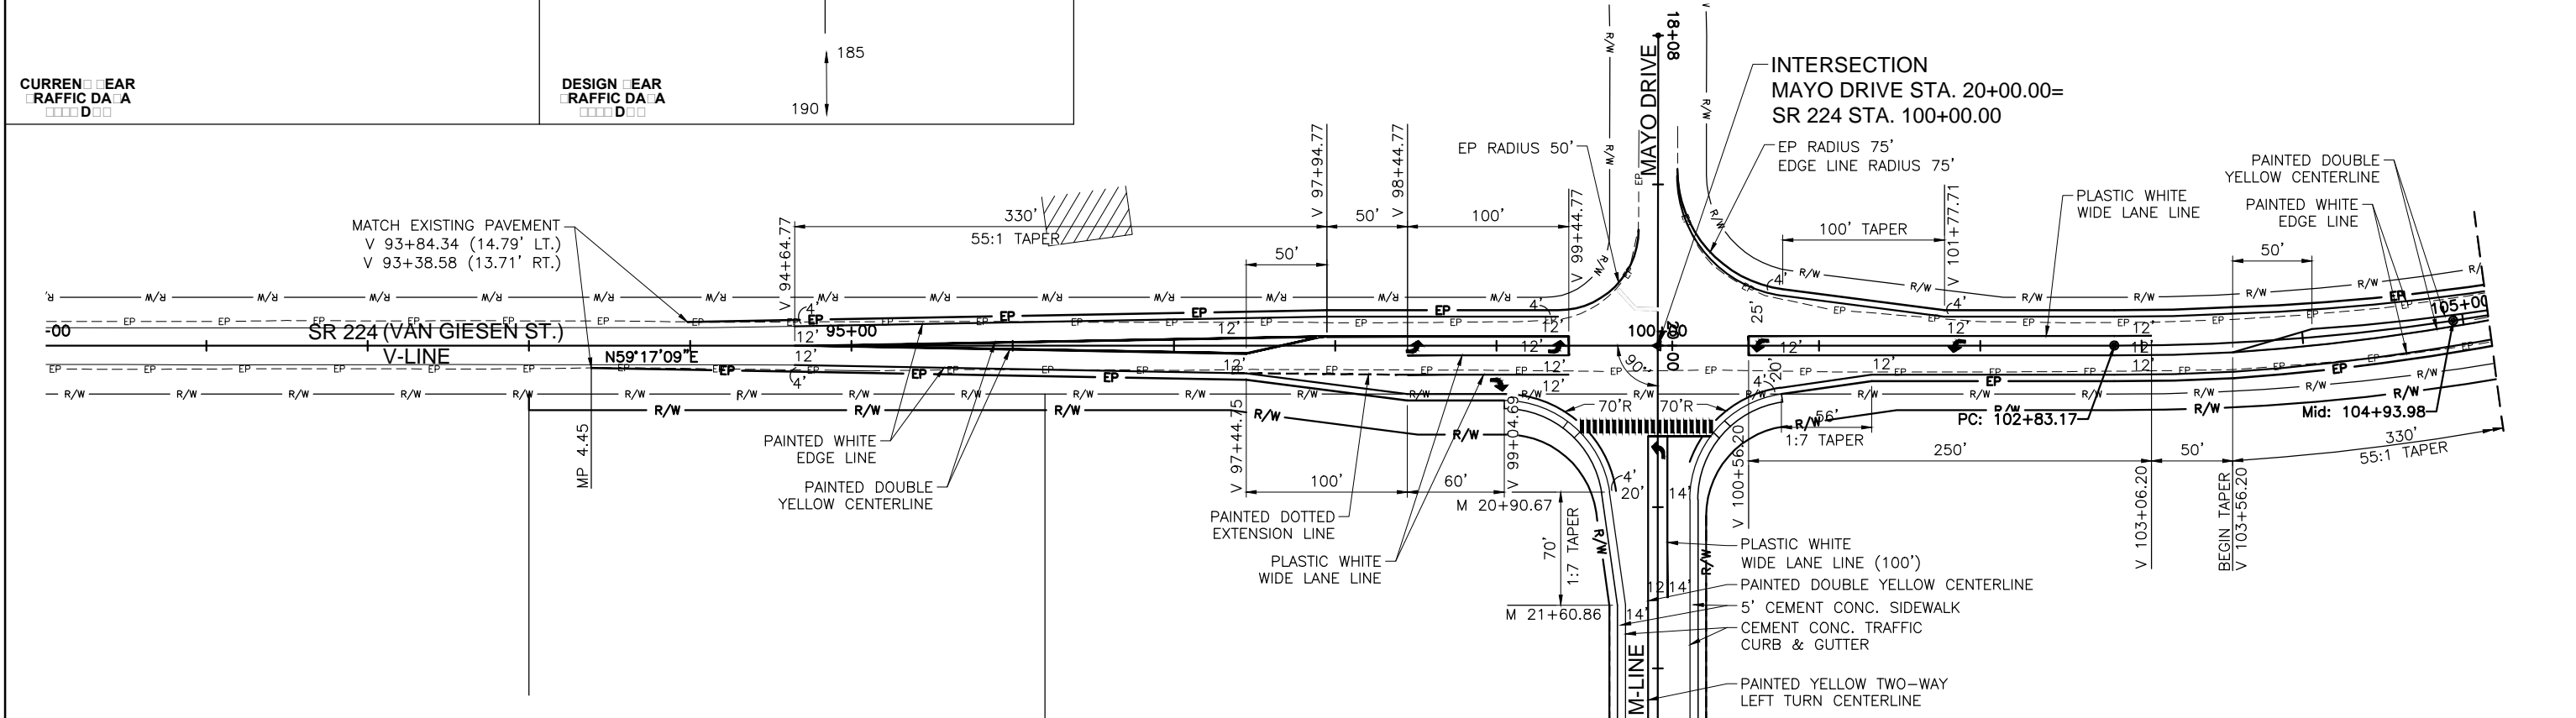 185
190
CURREN□ □EAR
□RAFFIC DA□A
□□□□ D□□
DESIGN □EAR
□RAFFIC DA□A
□□□□ D□□
MAYO DRIVE
18+08
INTERSECTION
MAYO DRIVE STA. 20+00.00=
SR 224 STA. 100+00.00
EP RADIUS 50'
EP RADIUS 75'
EDGE LINE RADIUS 75'
PAINTED DOUBLE
YELLOW CENTERLINE
PLASTIC WHITE
WIDE LANE LINE
PAINTED WHITE
EDGE LINE
MATCH EXISTING PAVEMENT
V 93+84.34 (14.79' LT.)
V 93+38.58 (13.71' RT.)
V 94+64.77
330'
55:1 TAPER
V 97+94.77
50'
V 98+44.77
100'
V 99+44.77
50'
100' TAPER
V 101+77.71
50'
R/W
EP
4'
12'
25'
-00
SR 224 (VAN GIESEN ST.)
V-LINE
95+00
100+00
20+00
105+00
N59°17'09"E
90°
20'
MP 4.45
PAINTED WHITE
EDGE LINE
PAINTED DOUBLE
YELLOW CENTERLINE
V 97+44.75
100'
60'
V 99+04.69
M 20+90.67
PAINTED DOTTED
EXTENSION LINE
PLASTIC WHITE
WIDE LANE LINE
70'R
70'R
4'
20'
14'
70'
1:7 TAPER
M 21+60.86
14'
12'
14'
M-LINE
V 100+56.20
56'
1:7 TAPER
PC: 102+83.17
Mid: 104+93.98
250'
50'
330'
55:1 TAPER
V 103+06.20
BEGIN TAPER
V 103+56.20
PLASTIC WHITE
WIDE LANE LINE (100')
PAINTED DOUBLE YELLOW CENTERLINE
5' CEMENT CONC. SIDEWALK
CEMENT CONC. TRAFFIC
CURB & GUTTER
PAINTED YELLOW TWO-WAY
LEFT TURN CENTERLINE